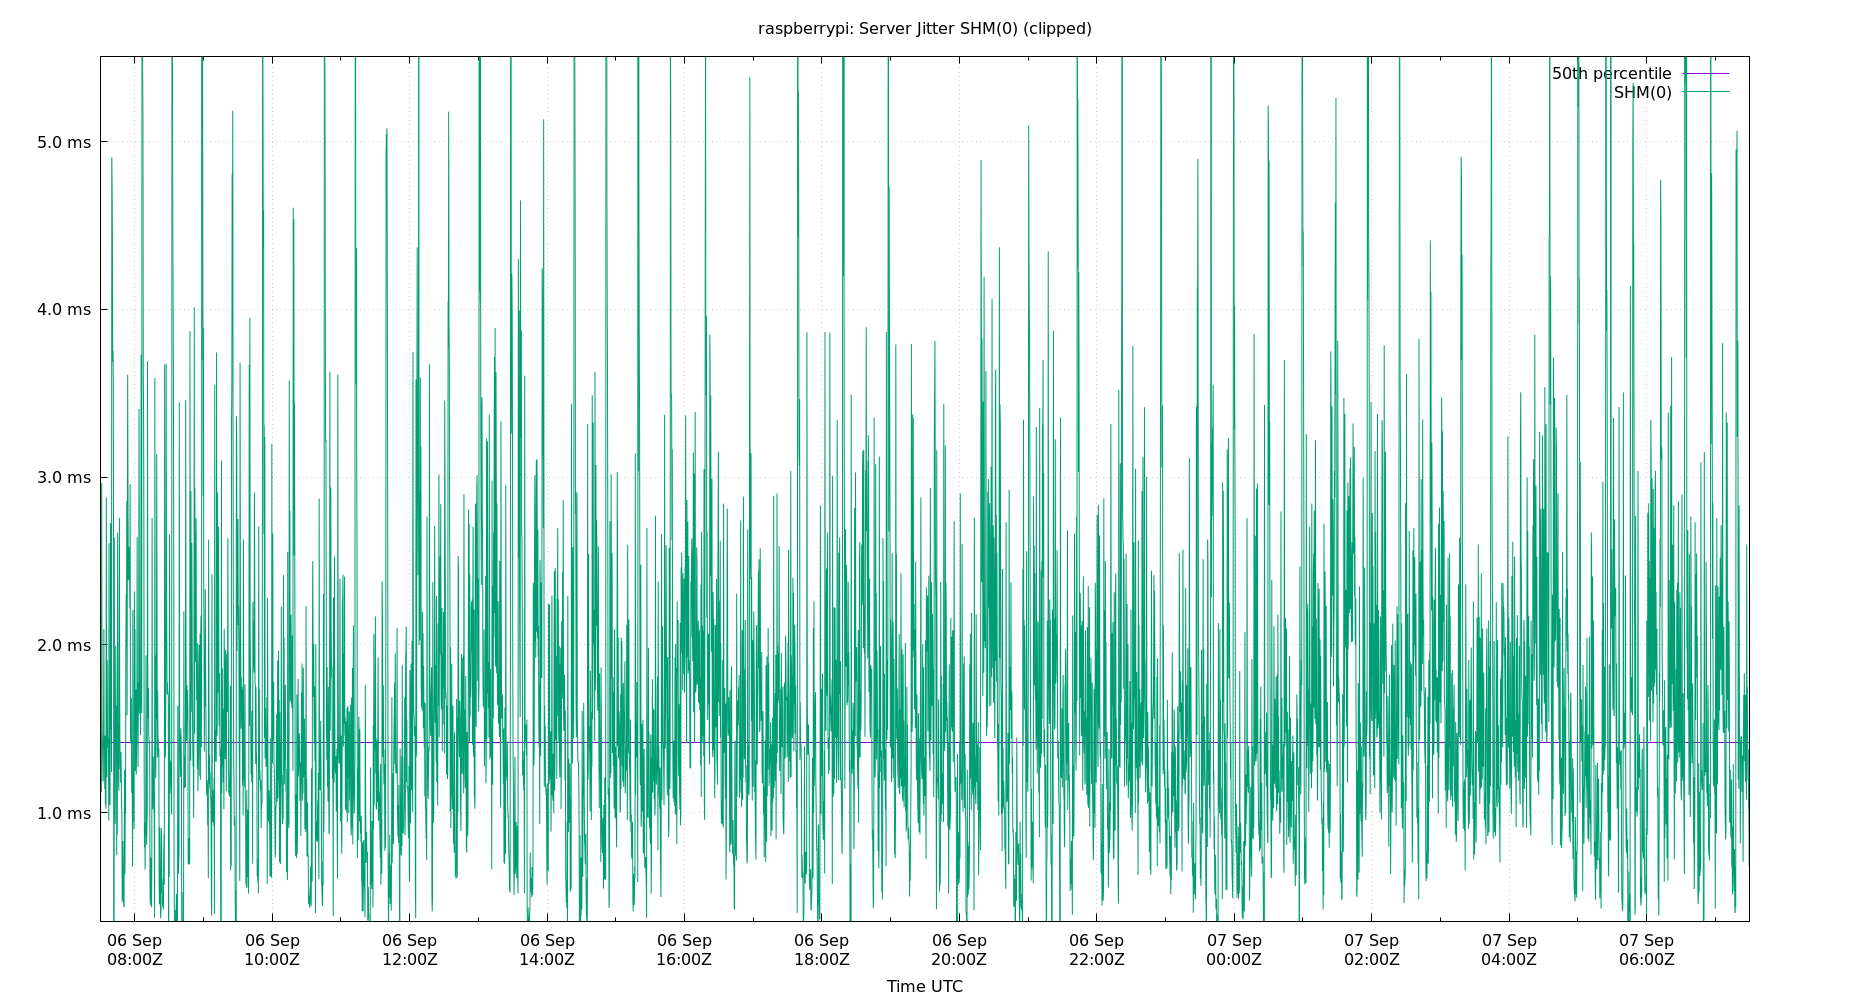 raspberrypi: Server Jitter SHM(0) (clipped)
50th percentile
SHM(0)
5.0 ms
4.0 ms
3.0 ms
2.0 ms
1.0 ms
06 Sep 06 Sep 06 Sep 06 Sep 06 Sep 06 Sep 06 Sep 06 Sep 07 Sep 07 Sep 07 Sep 07 Sep
08:00Z 10:00Z 12:00Z 14:00Z 16:00Z 18:00Z 20:00Z 22:00Z 00:00Z 02:00Z 04:00Z 06:00Z
Time UTC